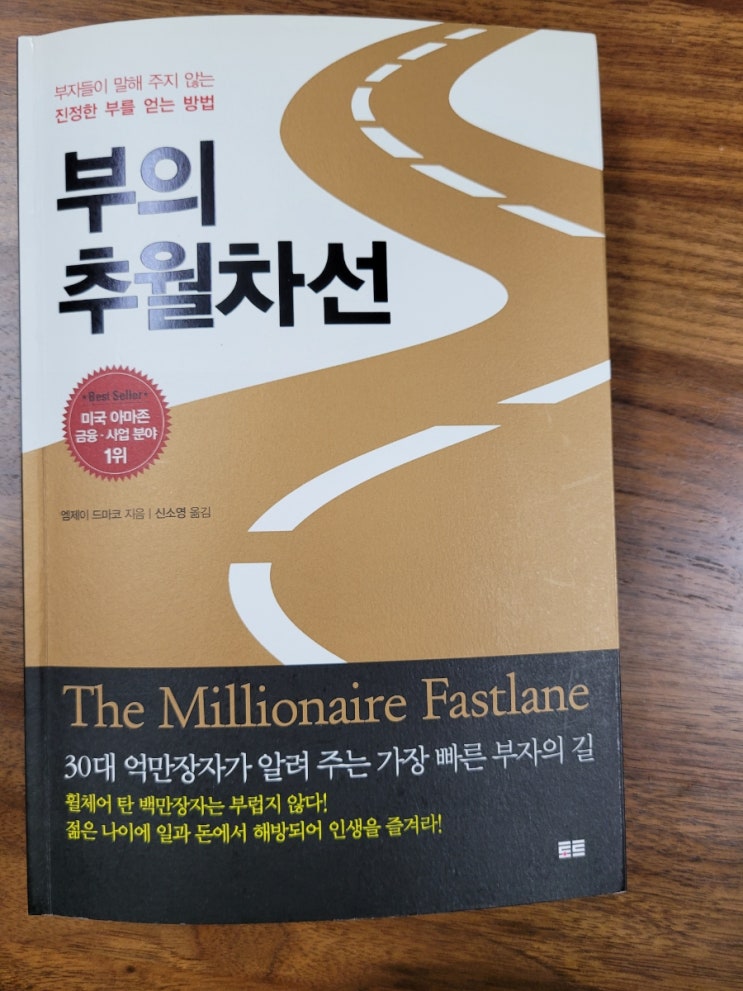 부자들이 말해 주지 않는
진정한 부를 얻는 방법
부의
추월차선
Best Seller
미국 아마존
금융·사업 분야
1위
엠제이 드마코 지음 | 신소영 옮김
The Millionaire Fastlane
30대 억만장자가 알려 주는 가장 빠른 부자의 길
휠체어 탄 백만장자는 부럽지 않다!
젊은 나이에 일과 돈에서 해방되어 인생을 즐겨라!
토트